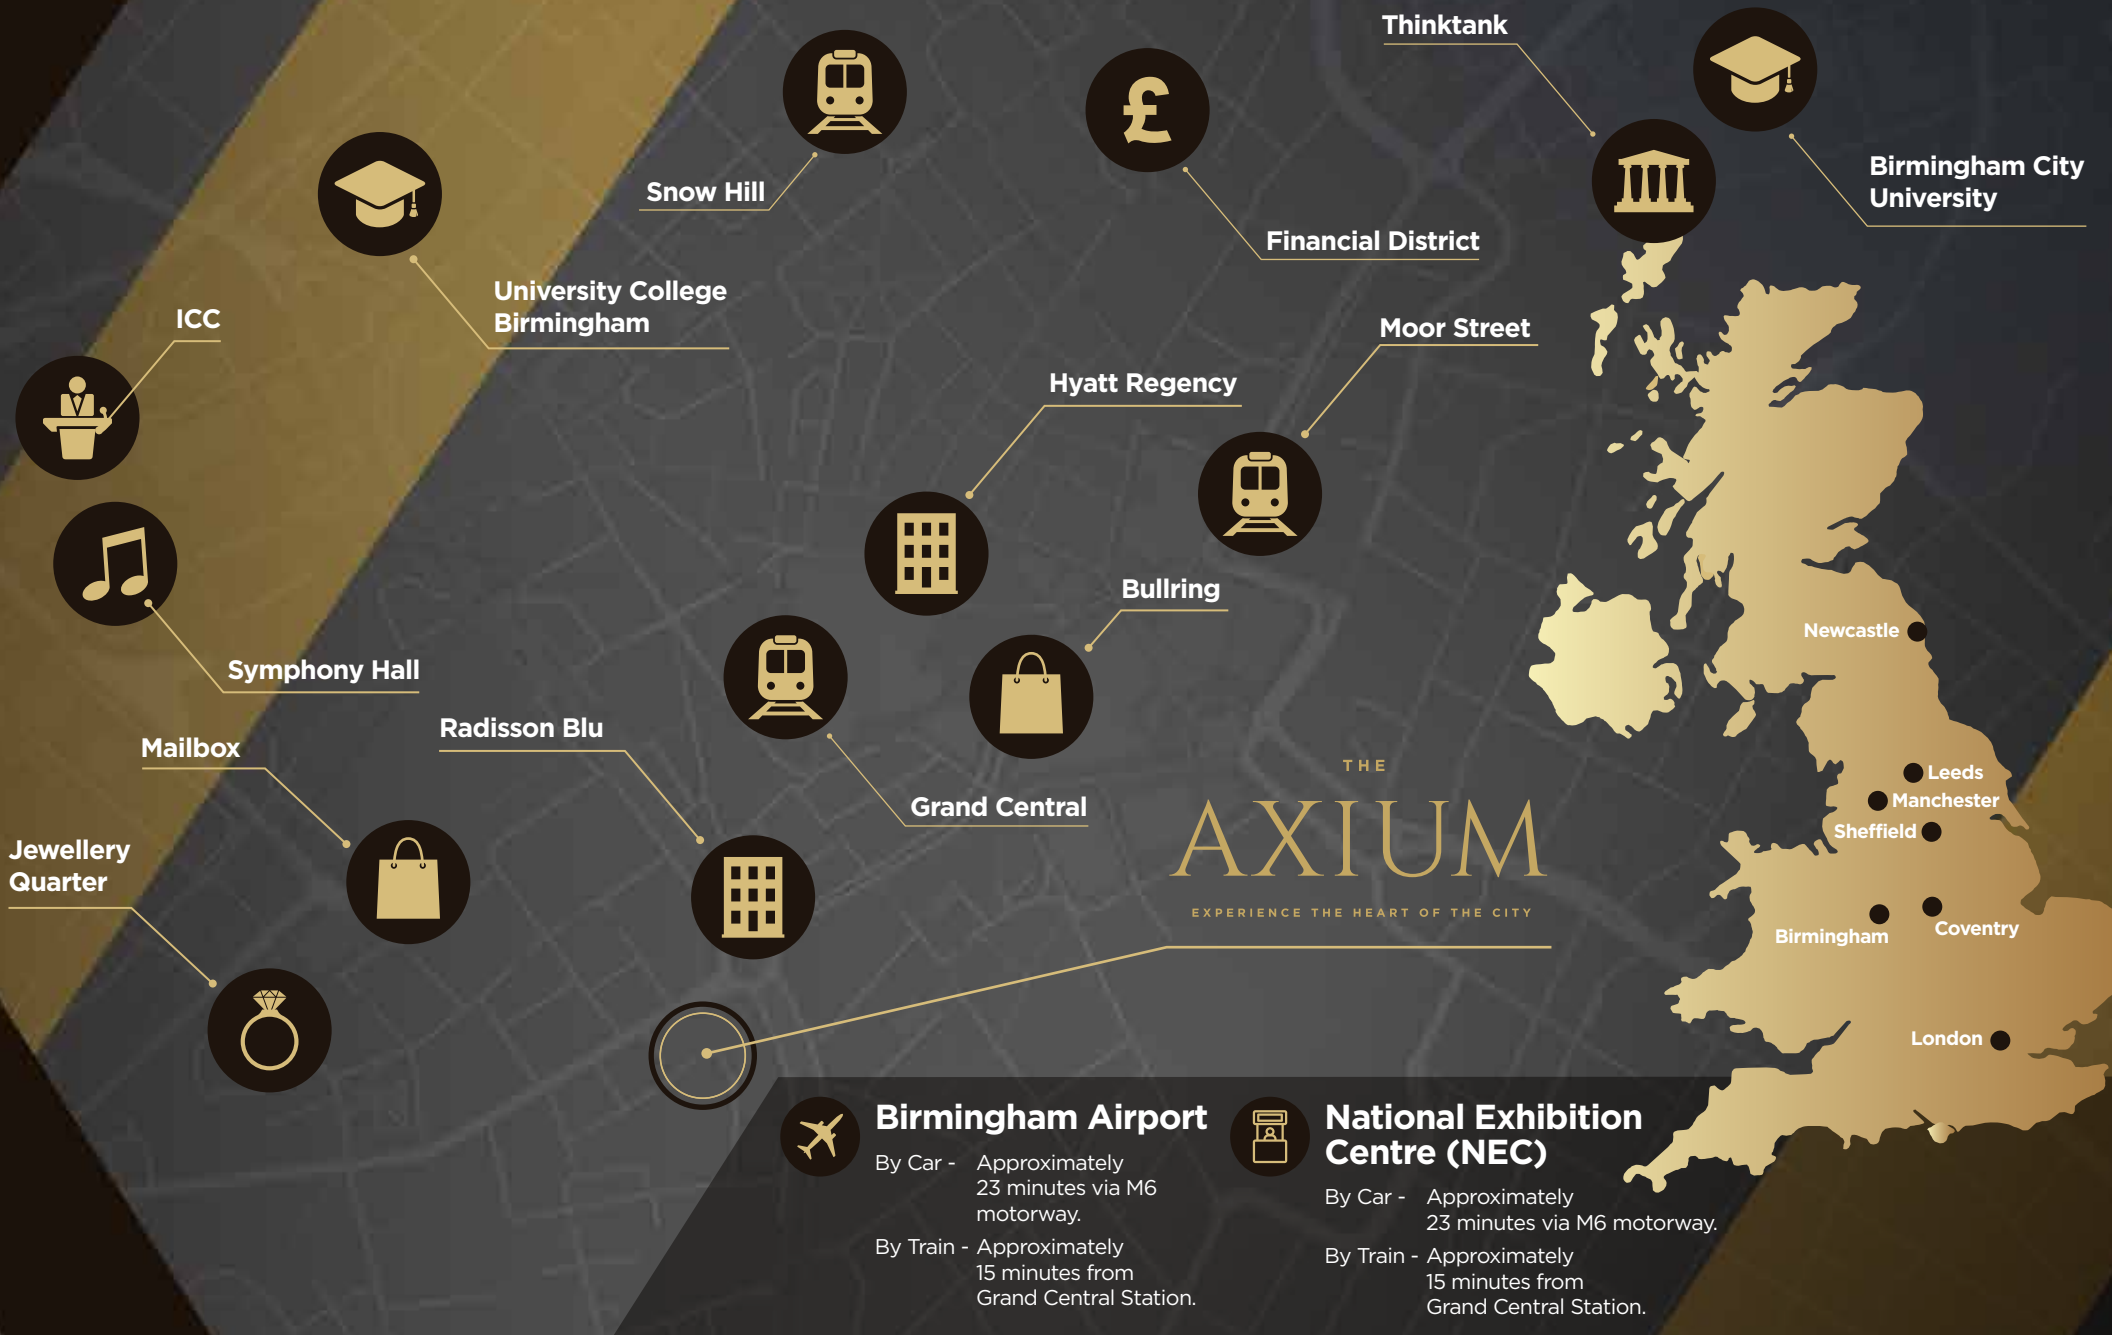 Thinktank
Birmingham City
University
Snow Hill
Financial District
University College
Birmingham
ICC
Moor Street
Hyatt Regency
Bullring
Symphony Hall
Radisson Blu
Mailbox
Grand Central
Jewellery
Quarter
THE
AXIUM
EXPERIENCE THE HEART OF THE CITY
Newcastle
Leeds
Manchester
Sheffield
Birmingham
Coventry
London
Birmingham Airport
By Car - Approximately
23 minutes via M6
motorway.
By Train - Approximately
15 minutes from
Grand Central Station.
National Exhibition
Centre (NEC)
By Car - Approximately
23 minutes via M6 motorway.
By Train - Approximately
15 minutes from
Grand Central Station.